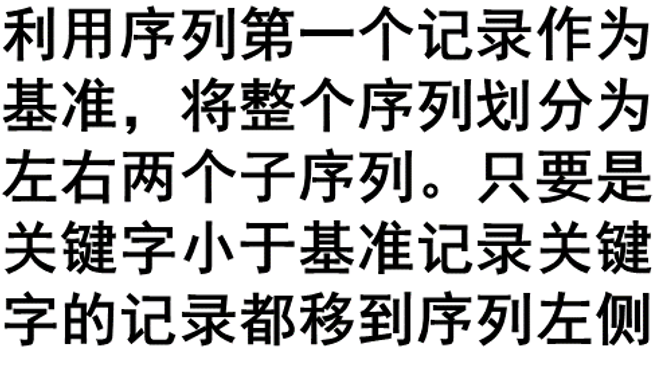 利用序列第一个记录作为
基准，将整个序列划分为
左右两个子序列。只要是
关键字小于基准记录关键
字的记录都移到序列左侧